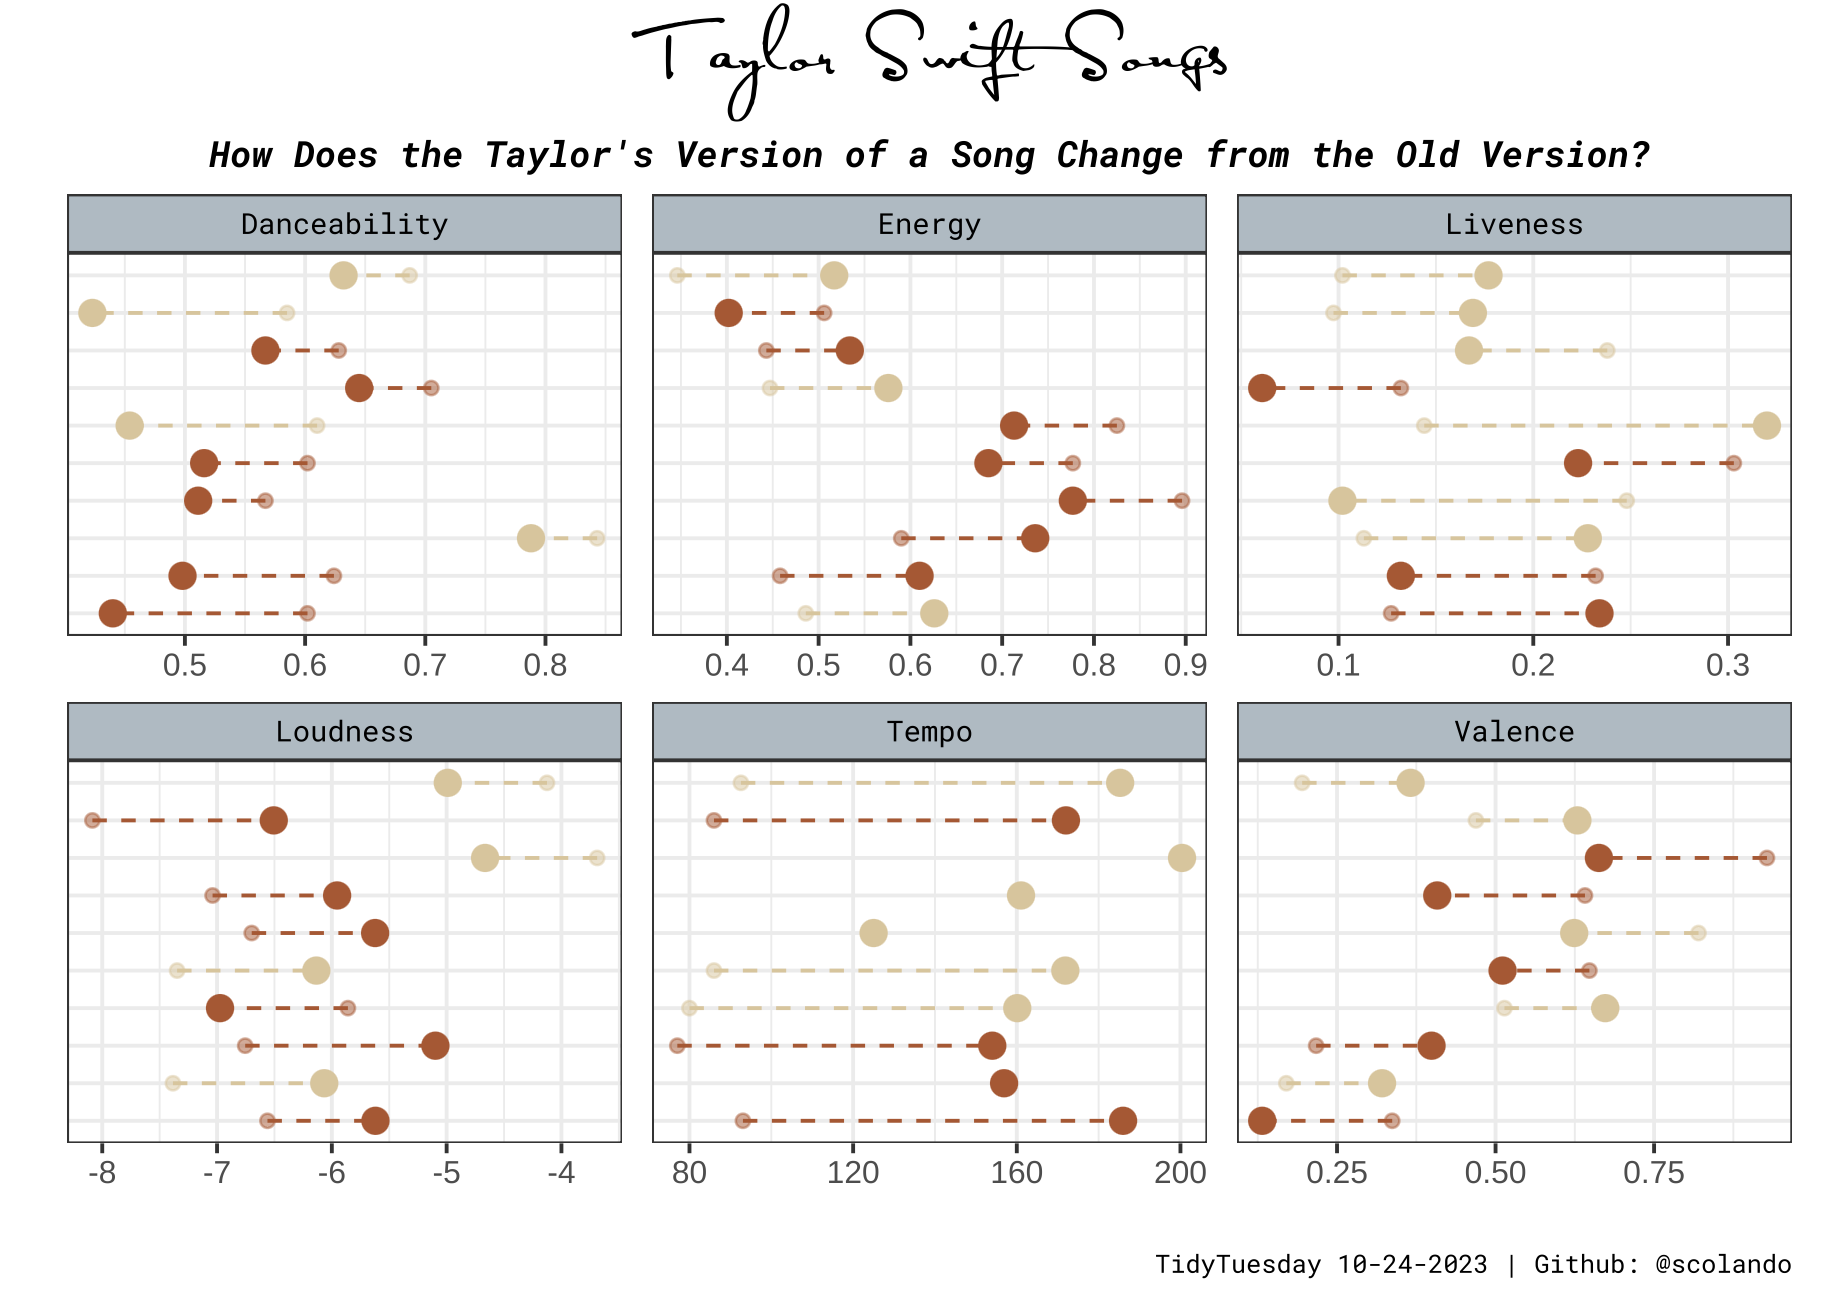 Taylor Swift Songs
How Does the Taylor's Version of a Song Change from the Old Version?
Danceability Energy Liveness
0.5 0.6 0.7 0.8 0.4 0.5 0.6 0.7 0.8 0.9 0.1 0.2 0.3
Loudness Tempo Valence
-8 -7 -6 -5 -4 80 120 160 200 0.25 0.50 0.75
TidyTuesday 10-24-2023 | Github: @scolando